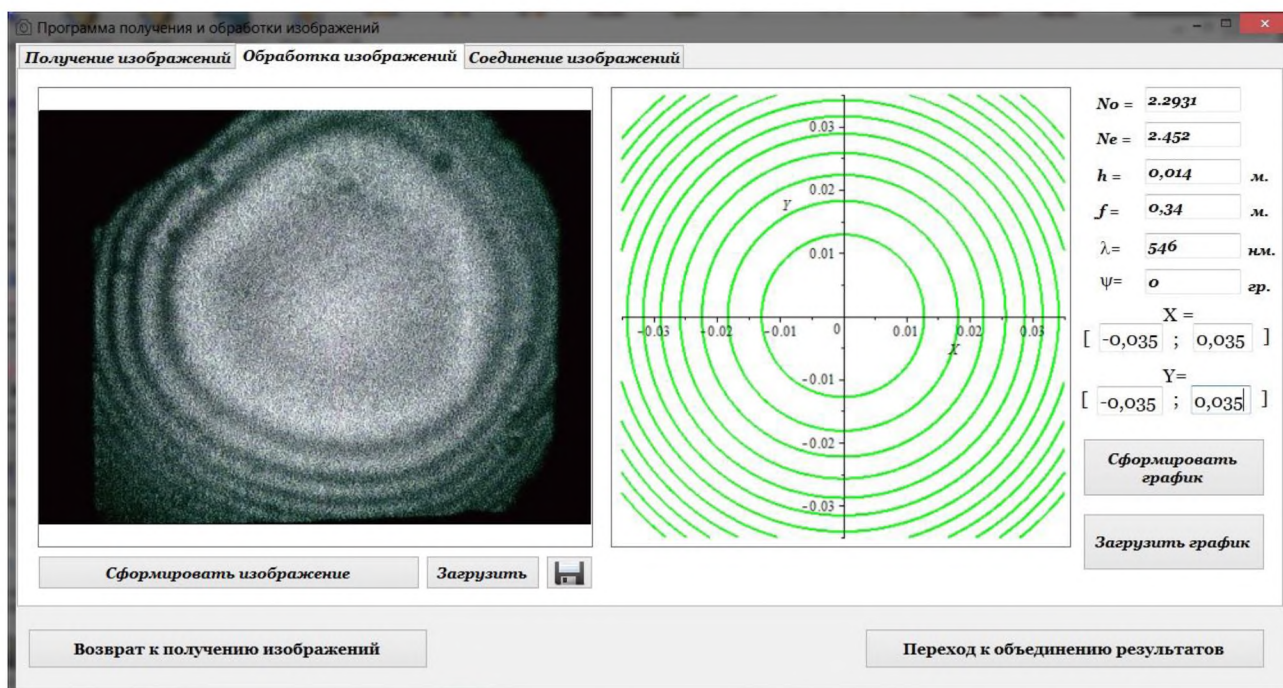 Программа получения и обработки изображений
Получение изображений Обработка изображений Соединение изображений
0.03
0.02
Y
0.01
-0.03 -0.02 -0.01 0 0.01 0.02 0.03
X
-0.01
-0.02
-0.03
No = 2.2931
Ne = 2.452
h = 0,014 м.
f = 0,34 м.
λ= 546 нм.
ψ= 0 гр.
X =
[ -0,035 ; 0,035 ]
Y=
[ -0,035 ; 0,035 ]
Сформировать
график
Загрузить график
Сформировать изображение Загрузить
Возврат к получению изображений Переход к объединению результатов